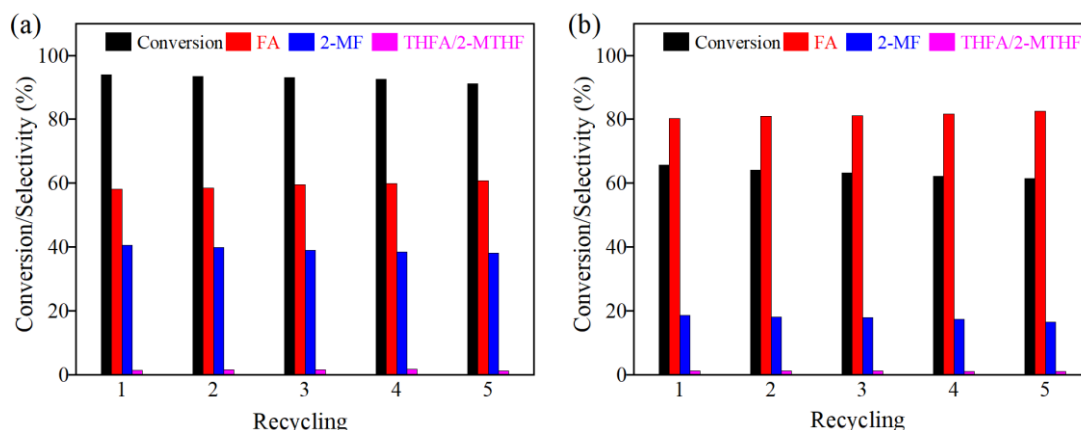 (a)
Conversion FA 2-MF THFA/2-MTHF
Conversion/Selectivity (%)
100
80
60
40
20
0
1 2 3 4 5
Recycling
(b)
Conversion FA 2-MF THFA/2-MTHF
Conversion/Selectivity (%)
100
80
60
40
20
0
1 2 3 4 5
Recycling